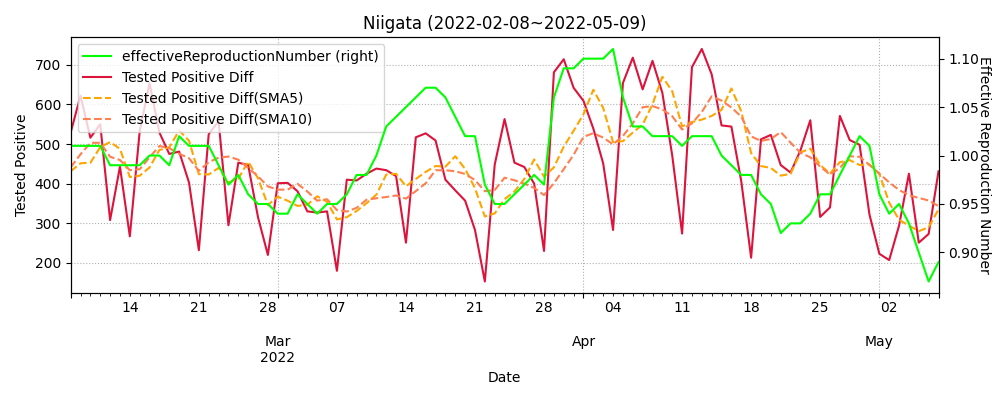 Niigata (2022-02-08~2022-05-09)
effectiveReproductionNumber (right)
Tested Positive Diff
Tested Positive Diff(SMA5)
Tested Positive Diff(SMA10)
Tested Positive
700
600
500
400
300
200
1.10
1.05
1.00
0.95
0.90
Effective Reproduction Number
14 21 28 07 14 21 28 04 11 18 25 02
Mar Apr May
2022
Date